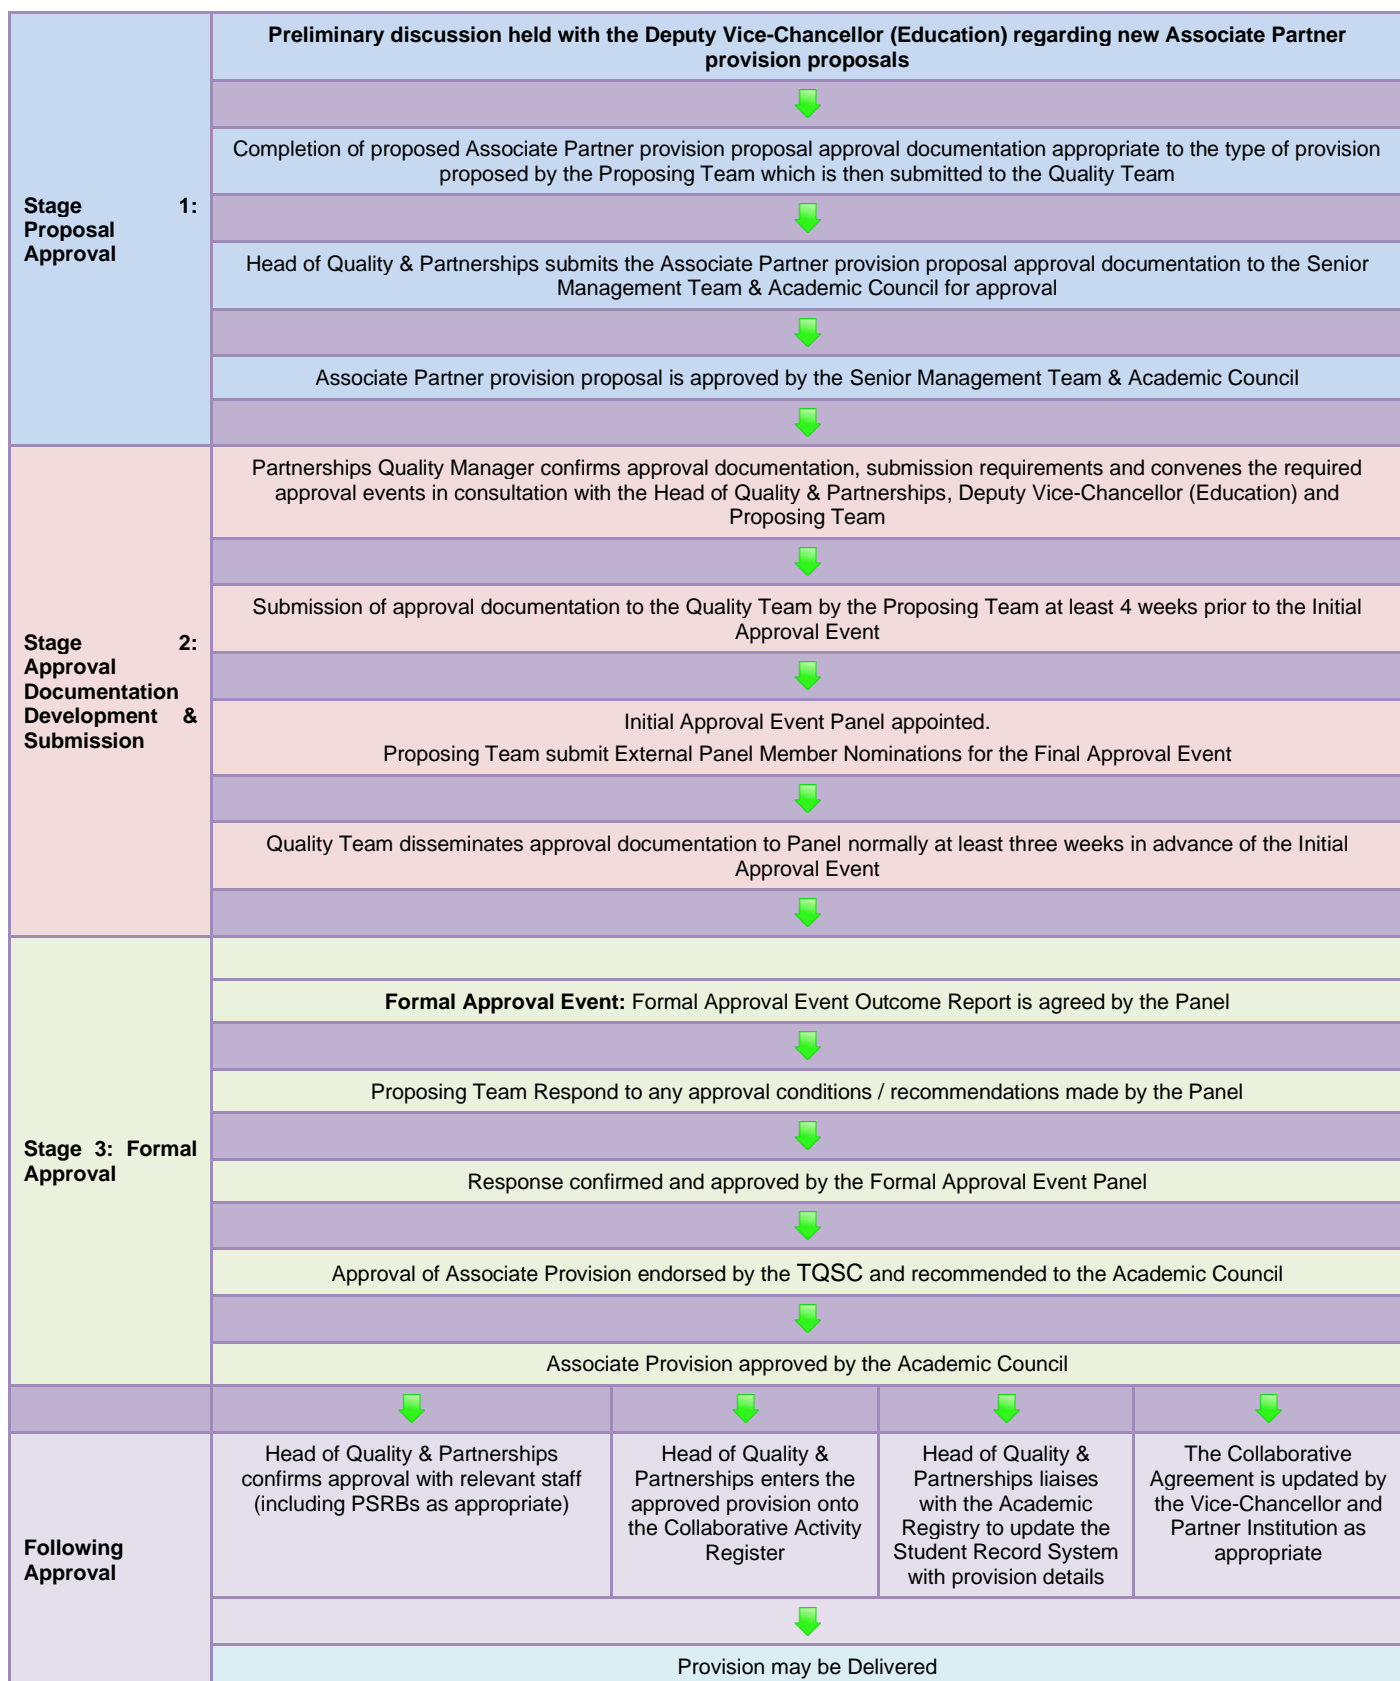 Preliminary discussion held with the Deputy Vice-Chancellor (Education) regarding new Associate Partner
provision proposals
Completion of proposed Associate Partner provision proposal approval documentation appropriate to the type of provision
proposed by the Proposing Team which is then submitted to the Quality Team
Stage 1:
Proposal
Approval
Head of Quality & Partnerships submits the Associate Partner provision proposal approval documentation to the Senior
Management Team & Academic Council for approval
Associate Partner provision proposal is approved by the Senior Management Team & Academic Council
Partnerships Quality Manager confirms approval documentation, submission requirements and convenes the required
approval events in consultation with the Head of Quality & Partnerships, Deputy Vice-Chancellor (Education) and
Proposing Team
Submission of approval documentation to the Quality Team by the Proposing Team at least 4 weeks prior to the Initial
Approval Event
Stage 2:
Approval
Documentation
Development &
Submission
Initial Approval Event Panel appointed.
Proposing Team submit External Panel Member Nominations for the Final Approval Event
Quality Team disseminates approval documentation to Panel normally at least three weeks in advance of the Initial
Approval Event
Formal Approval Event: Formal Approval Event Outcome Report is agreed by the Panel
Proposing Team Respond to any approval conditions / recommendations made by the Panel
Stage 3: Formal
Approval
Response confirmed and approved by the Formal Approval Event Panel
Approval of Associate Provision endorsed by the TQSC and recommended to the Academic Council
Associate Provision approved by the Academic Council
Following
Approval
Head of Quality & Partnerships
confirms approval with relevant staff
(including PSRBs as appropriate)
Head of Quality &
Partnerships enters the
approved provision onto
the Collaborative Activity
Register
Head of Quality &
Partnerships liaises
with the Academic
Registry to update the
Student Record System
with provision details
The Collaborative
Agreement is updated by
the Vice-Chancellor and
Partner Institution as
appropriate
Provision may be Delivered